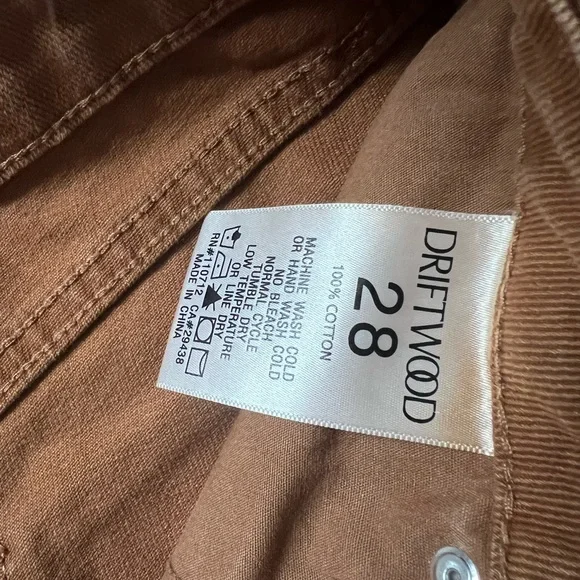 DRIFTWOOD
28
100% COTTON
MACHINE WASH COLD
OR HAND WASH COLD
NO BLEACH
NORMAL CYCLE
TUMBLE DRY
LOW TEMPERATURE
OR LINE DRY
RN#110712 CA#29438
MADE IN CHINA